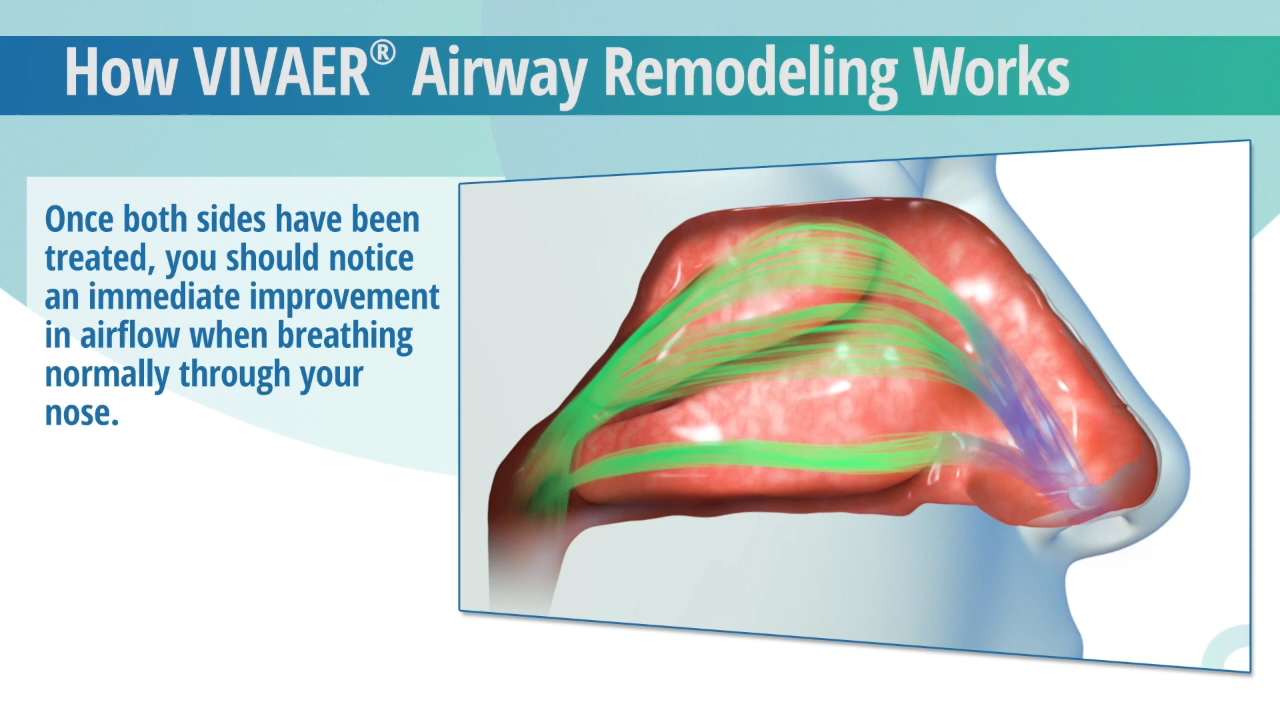 How VIVAER® Airway Remodeling Works
Once both sides have been
treated, you should notice
an immediate improvement
in airflow when breathing
normally through your
nose.